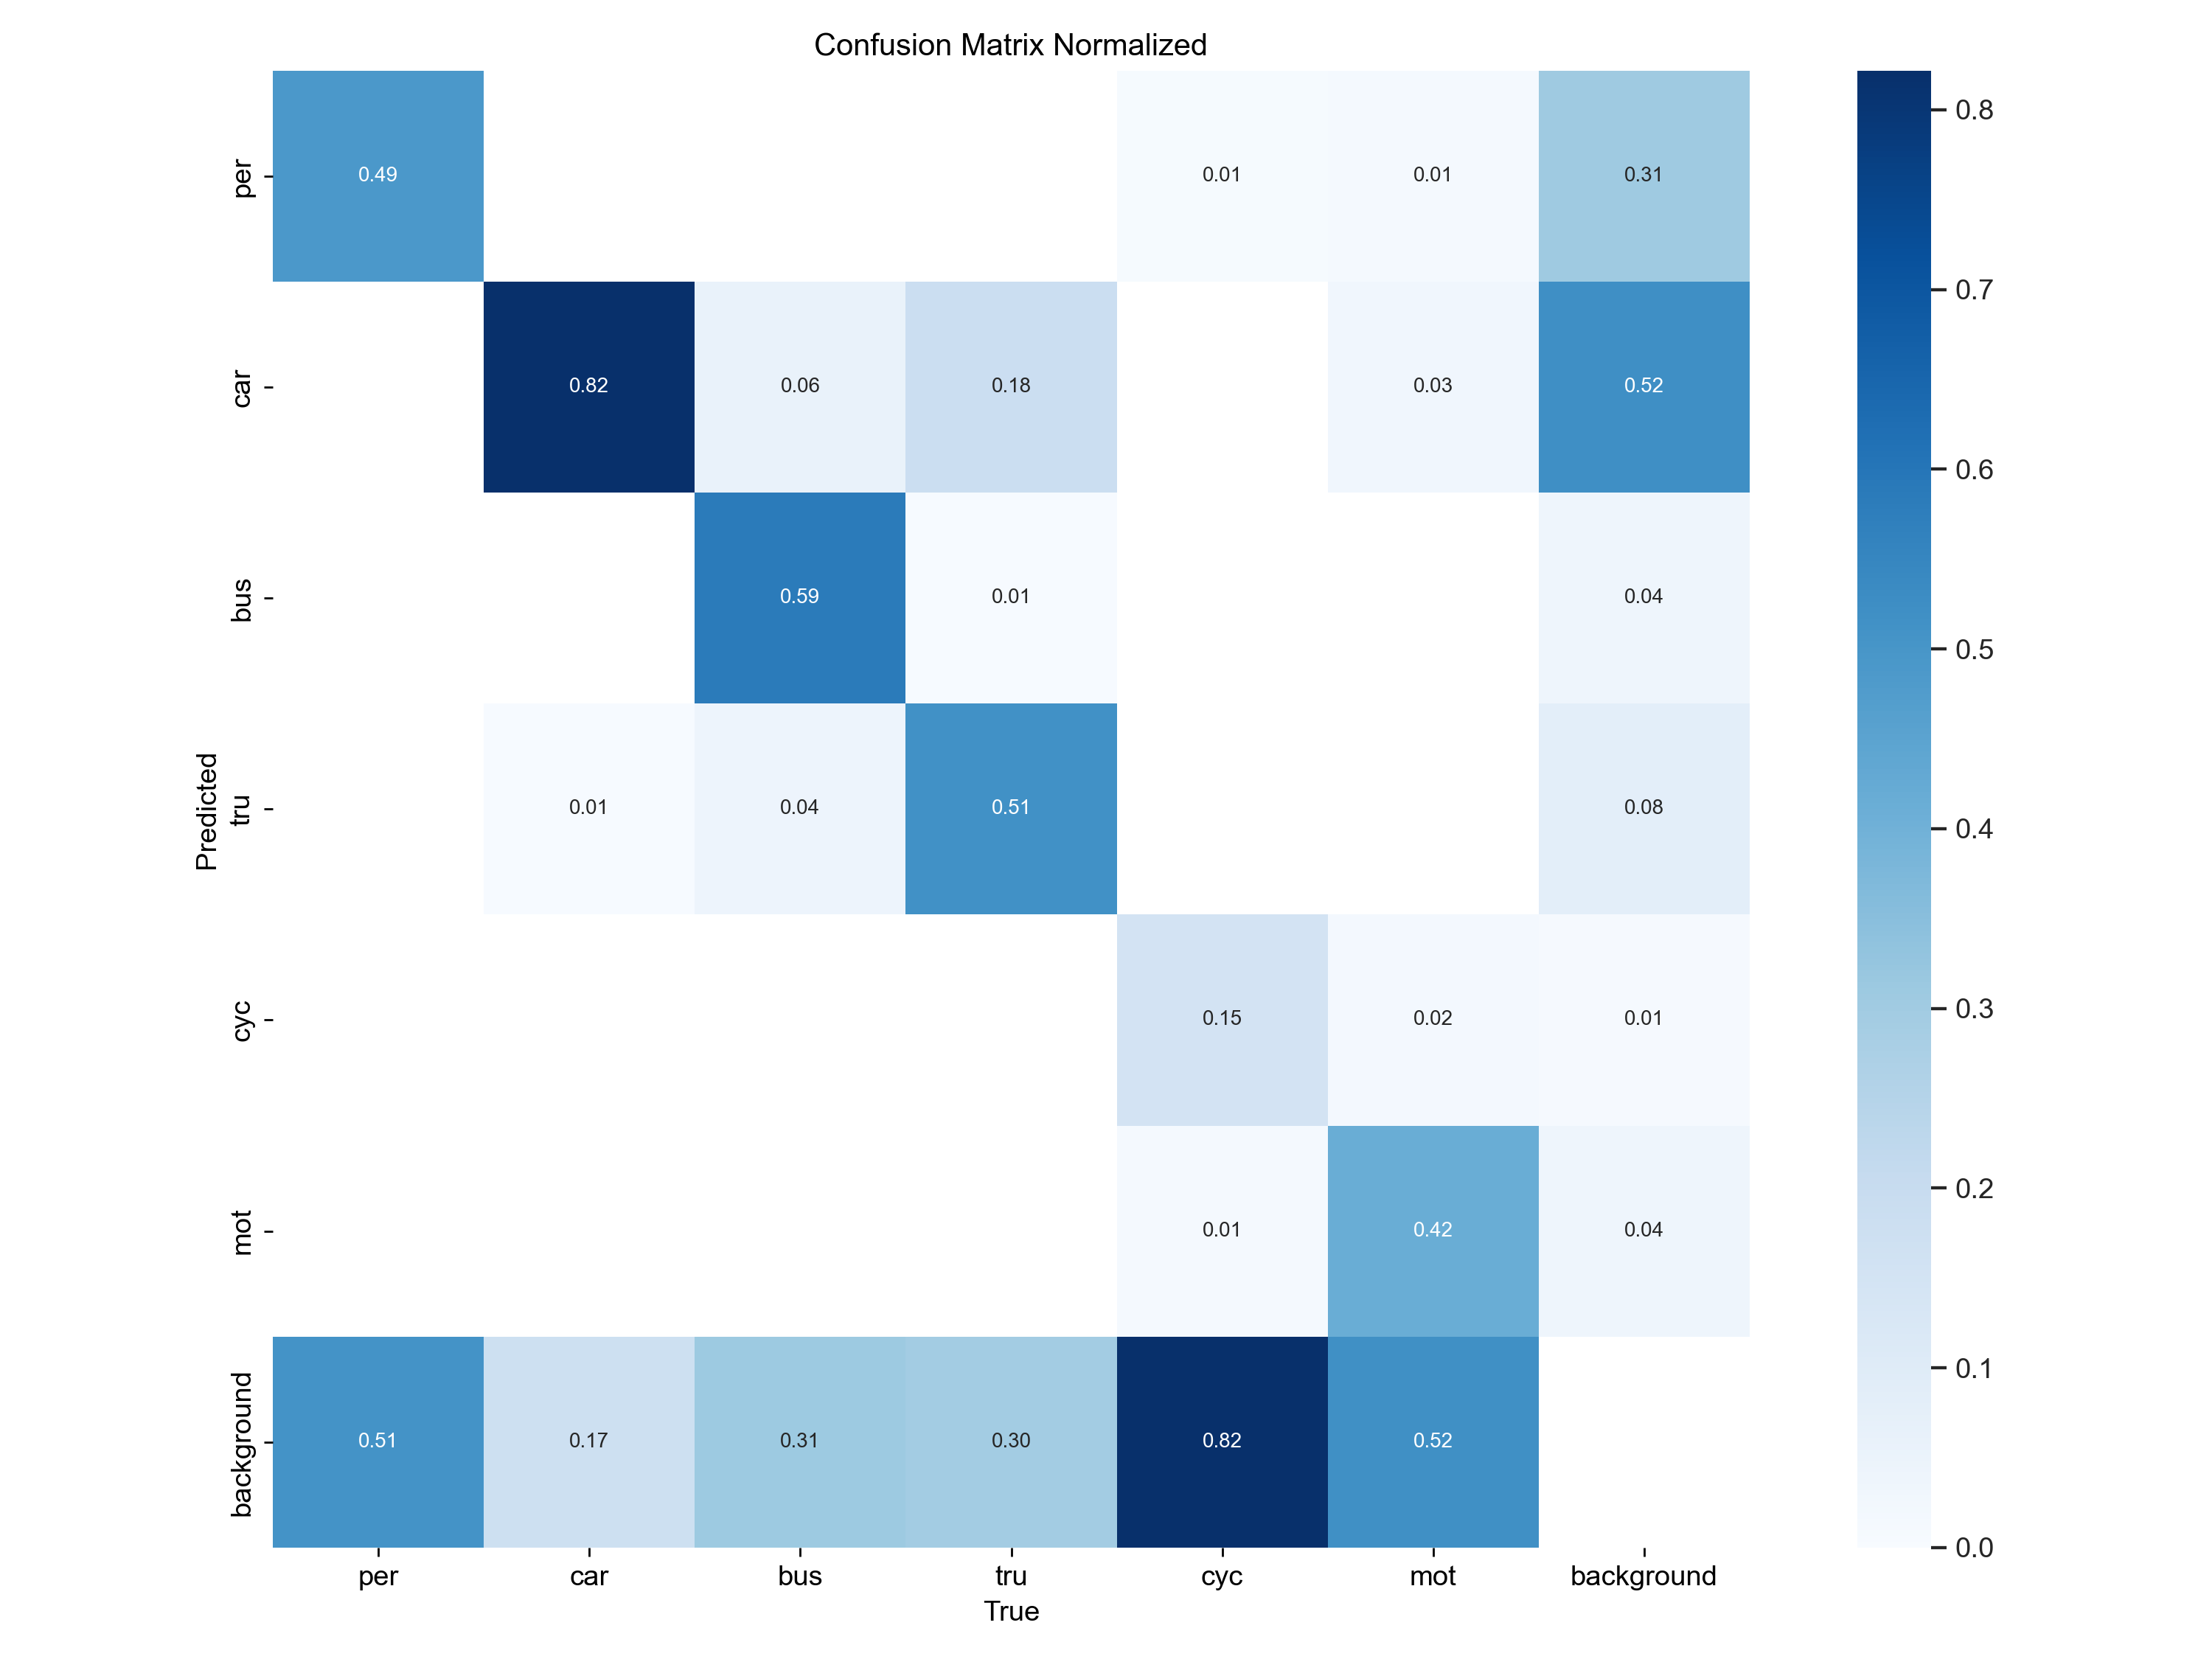 Confusion Matrix Normalized
per 0.49 0.01 0.01 0.31
car 0.82 0.06 0.18 0.03 0.52
bus 0.59 0.01 0.04
tru 0.01 0.04 0.51 0.08
cyc 0.15 0.02 0.01
mot 0.01 0.42 0.04
background 0.51 0.17 0.31 0.30 0.82 0.52
Predicted
per car bus tru cyc mot background
True
0.8
0.7
0.6
0.5
0.4
0.3
0.2
0.1
0.0